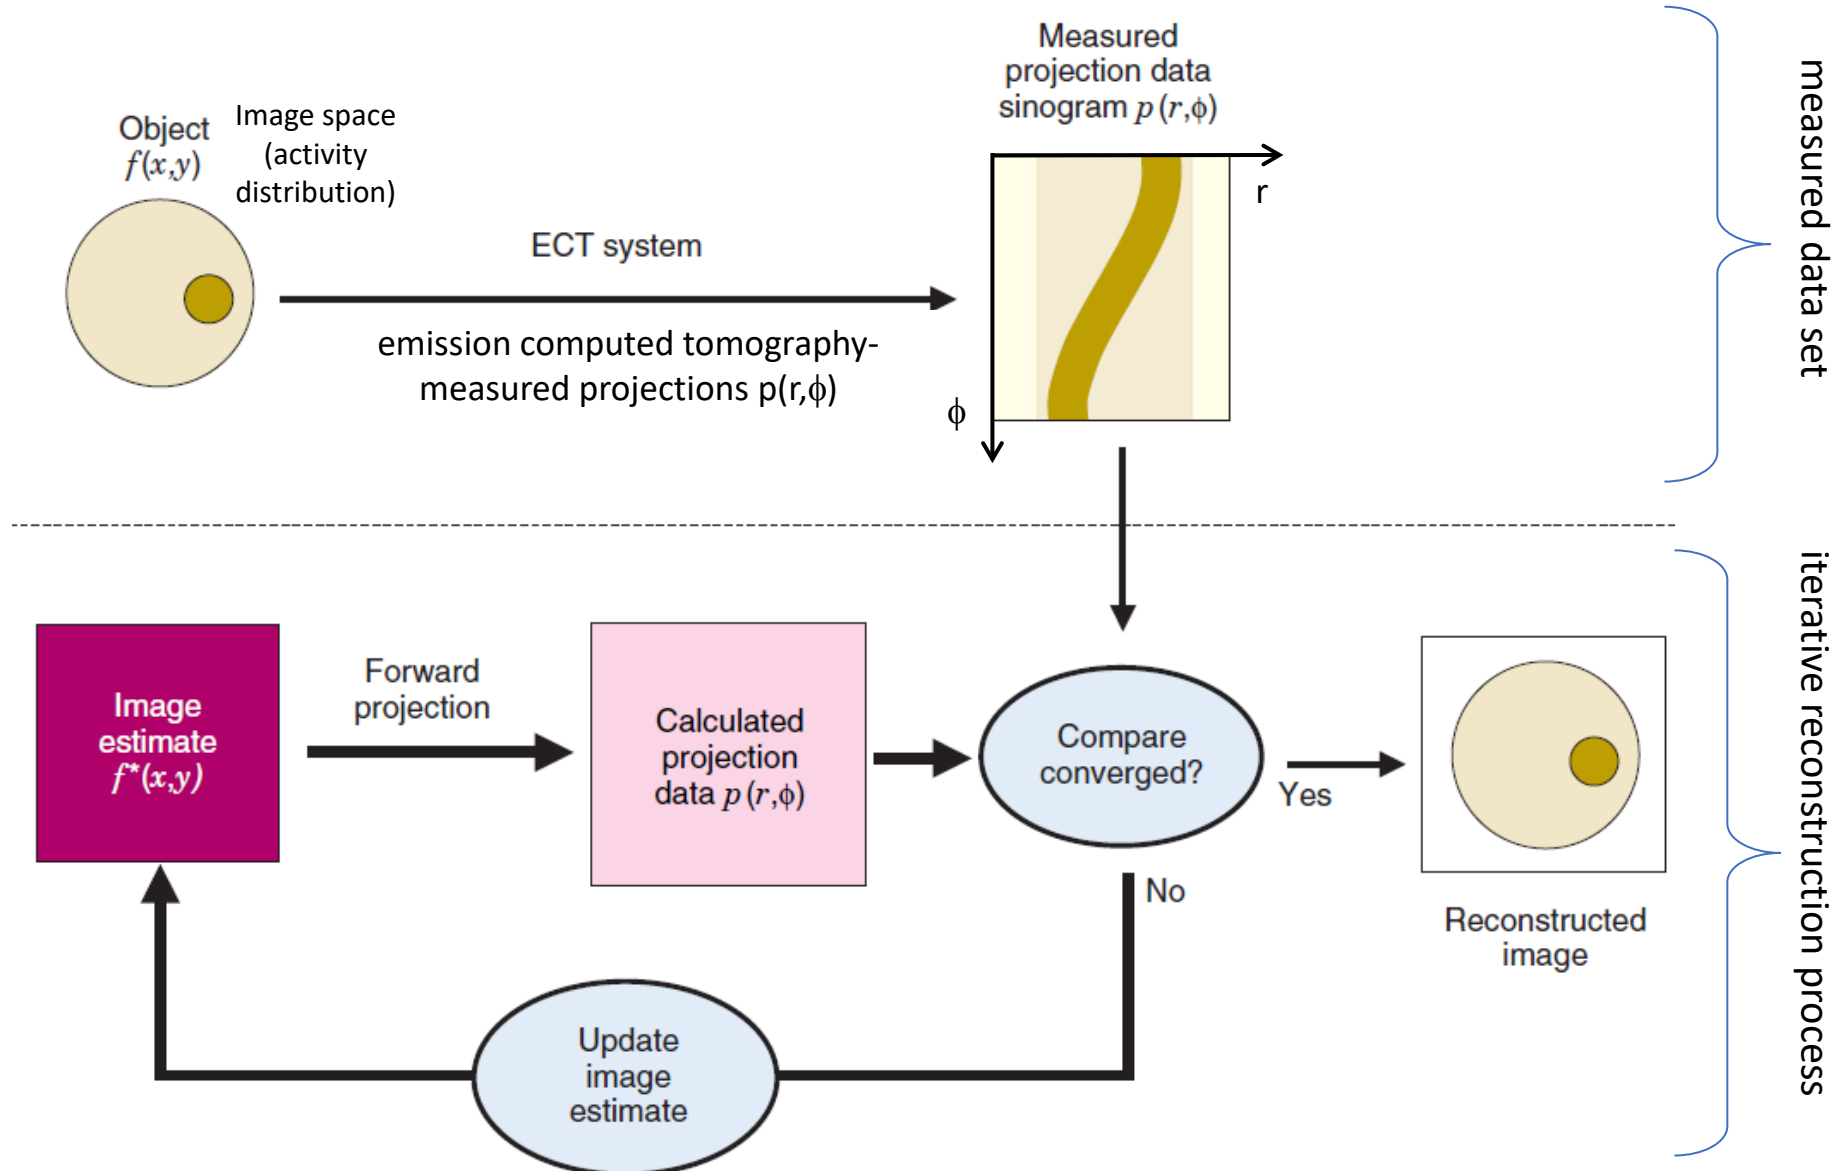 Object
f(x,y)
Image space
(activity
distribution)
ECT system
emission computed tomography-
measured projections p(r,ϕ)
Measured
projection data
sinogram p (r,ϕ)
r
ϕ
measured data set
Image
estimate
f*(x,y)
Forward
projection
Calculated
projection
data p (r,ϕ)
Compare
converged?
Yes
No
Reconstructed
image
Update
image
estimate
iterative reconstruction process